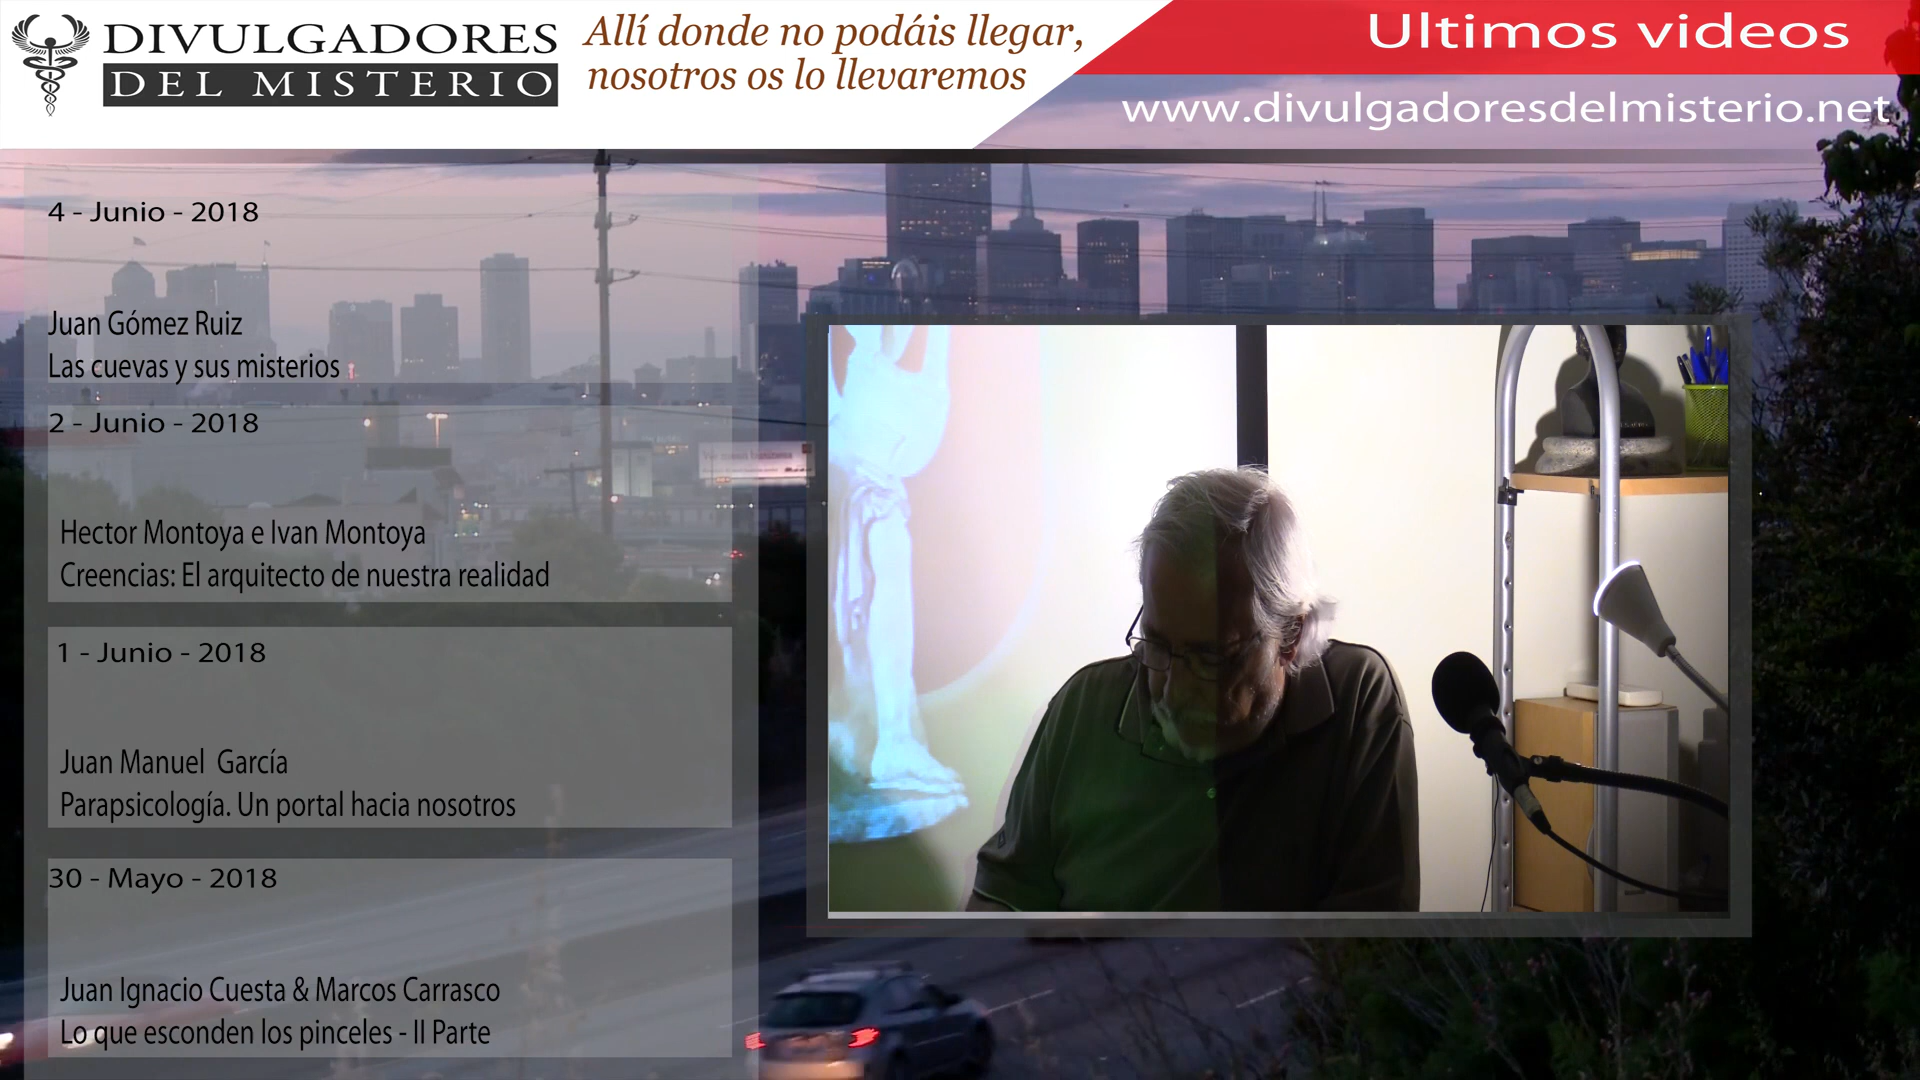 DIVULGADORES
DEL MISTERIO
Allí donde no podáis llegar,
nosotros os lo llevaremos
Ultimos videos
www.divulgadoresdelmisterio.net
4 - Junio - 2018
Juan Gómez Ruiz
Las cuevas y sus misterios
2 - Junio - 2018
Hector Montoya e Ivan Montoya
Creencias: El arquitecto de nuestra realidad
1 - Junio - 2018
Juan Manuel García
Parapsicología. Un portal hacia nosotros
30 - Mayo - 2018
Juan Ignacio Cuesta & Marcos Carrasco
Lo que esconden los pinceles - II Parte